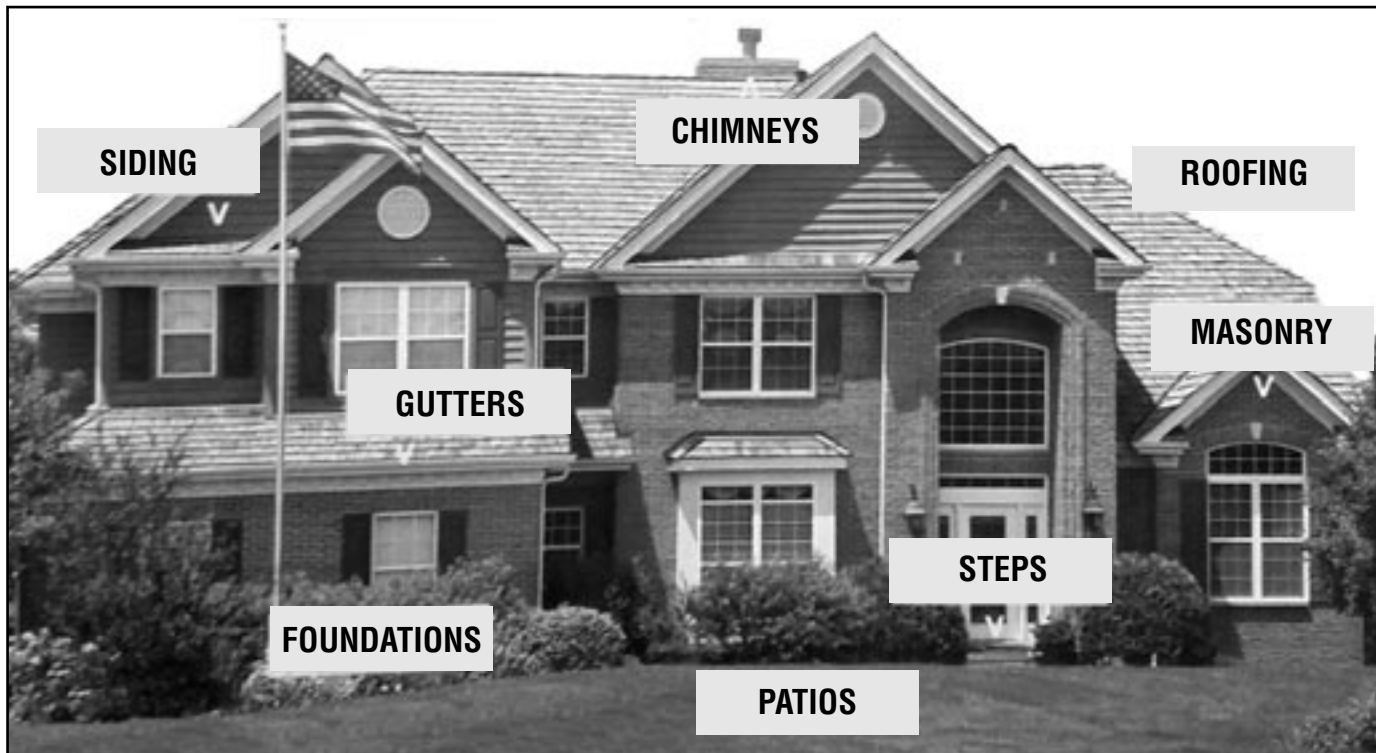 CHIMNEYS
SIDING
ROOFING
MASONRY
GUTTERS
STEPS
FOUNDATIONS
PATIOS